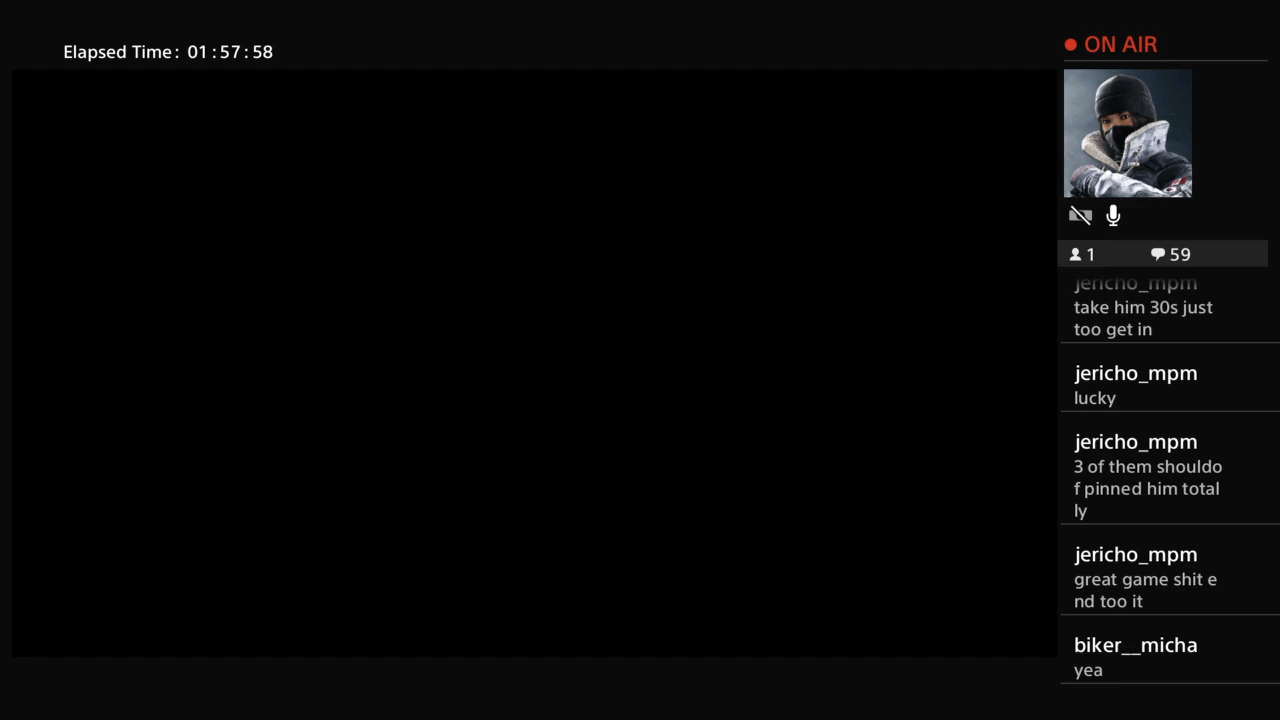 Elapsed Time: 01:57:58
ON AIR
1 59
jericho_mpm
take him 30s just
too get in
jericho_mpm
lucky
jericho_mpm
3 of them shouldo
f pinned him total
ly
jericho_mpm
great game shit e
nd too it
biker__micha
yea